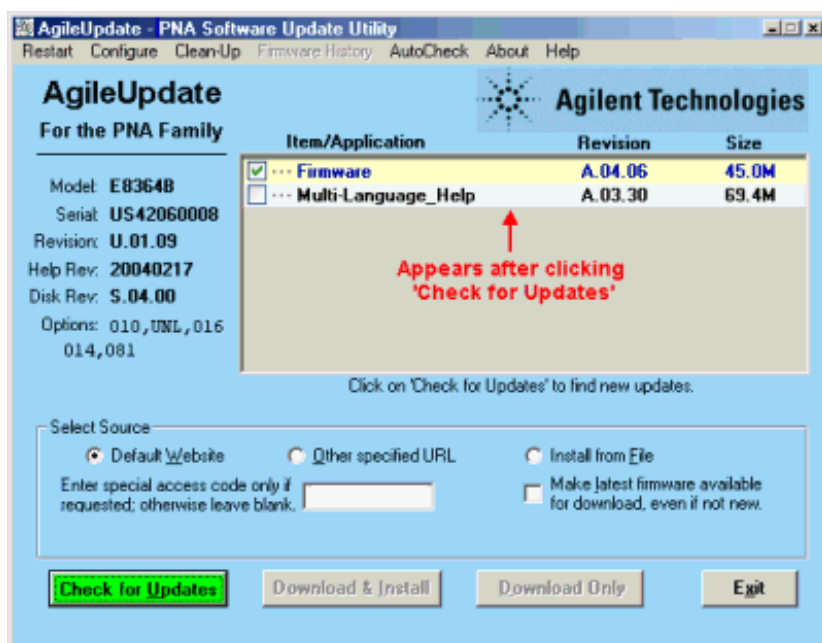 AgileUpdate - PNA Software Update Utility
Restart Configure Clean-Up Firmware History AutoCheck About Help
AgileUpdate
For the PNA Family
Agilent Technologies
Item/Application Revision Size
Firmware A.04.06 45.0M
Multi-Language_Help A.03.30 69.4M
Model: E8364B
Serial: US42060008
Revision: U.01.09
Help Rev: 20040217
Disk Rev: S.04.00
Options: 010,UNL,016
014,081
Appears after clicking
'Check for Updates'
Click on 'Check for Updates' to find new updates.
Select Source
Default Website
Other specified URL
Install from File
Enter special access code only if
requested; otherwise leave blank.
Make latest firmware available
for download, even if not new.
Check for Updates
Download & Install
Download Only
Exit